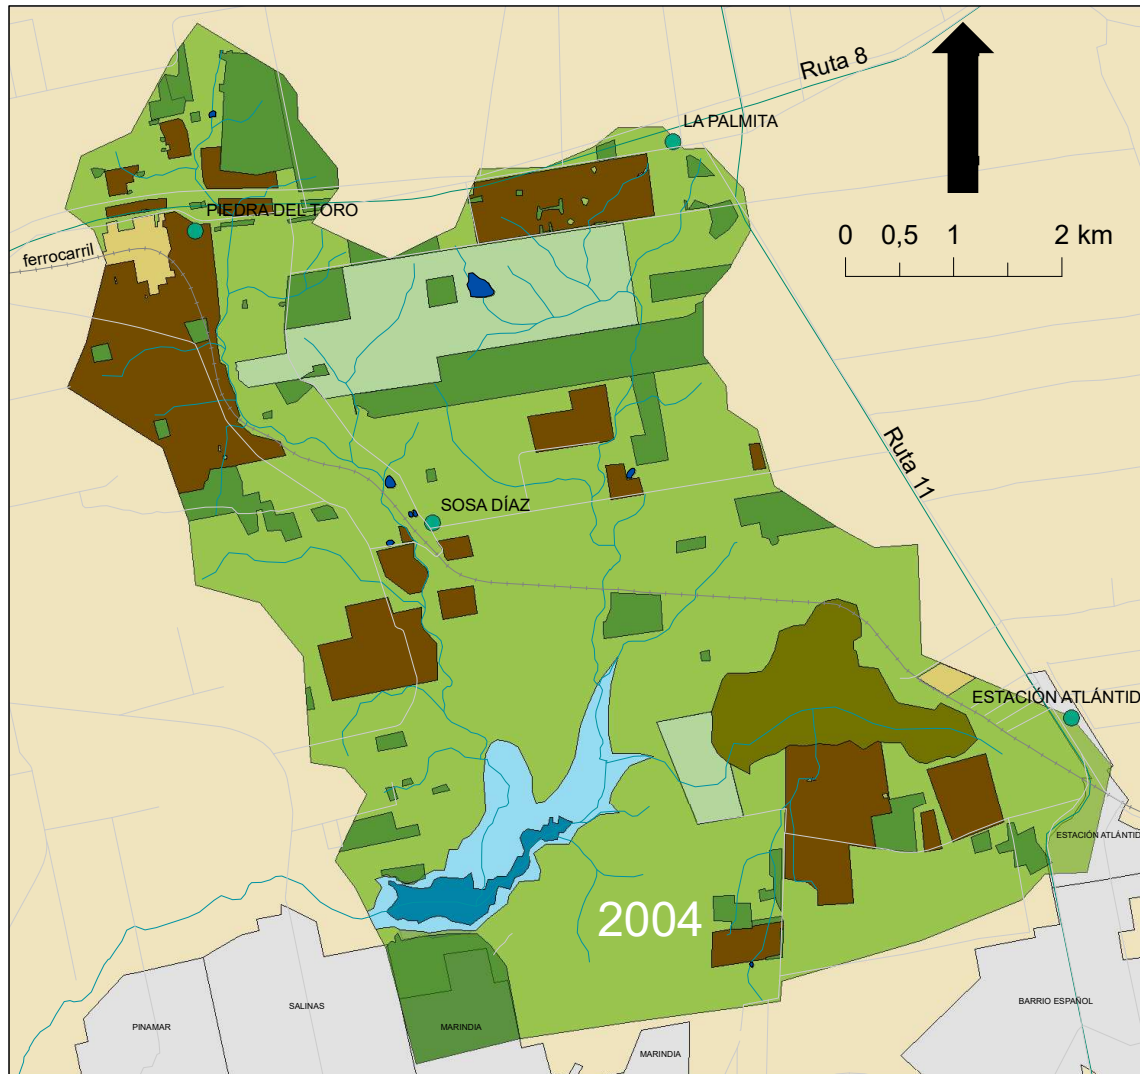 Ruta 8
LA PALMITA
PIEDRA DEL TORO
0 0,5 1 2 km
ferrocarril
Ruta 11
SOSA DÍAZ
ESTACIÓN ATLÁNTID
ESTACIÓN ATLÁNTID
2004
SALINAS
BARRIO ESPAÑOL
PINAMAR
MARINDIA
MARINDIA